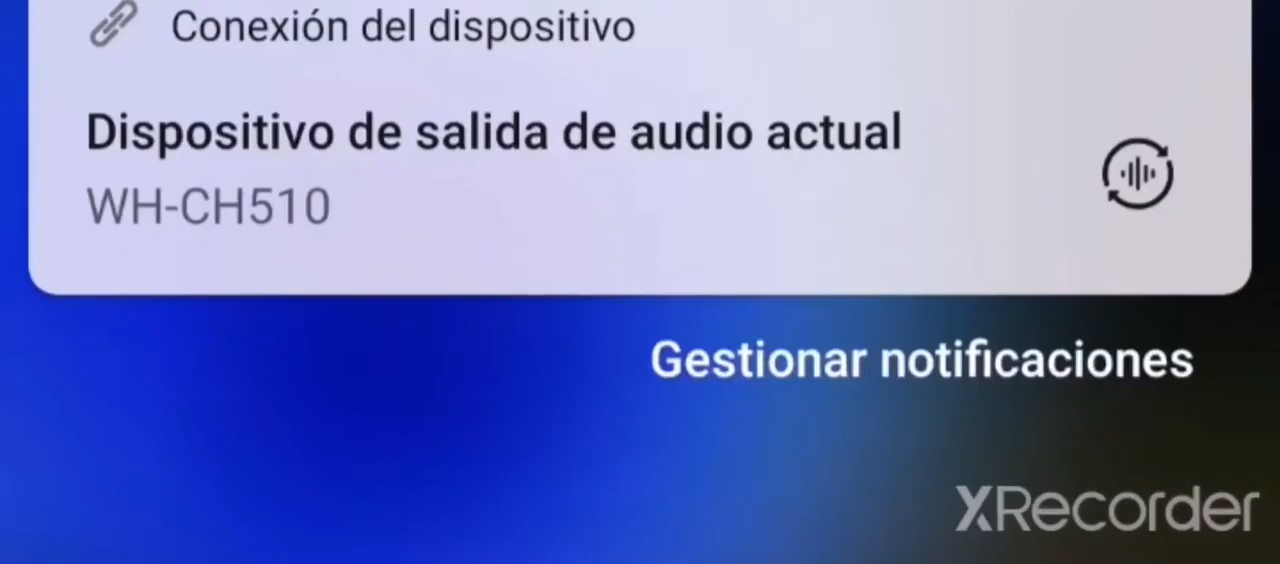 Conexión del dispositivo
Dispositivo de salida de audio actual
WH-CH510
Gestionar notificaciones
XRecorder